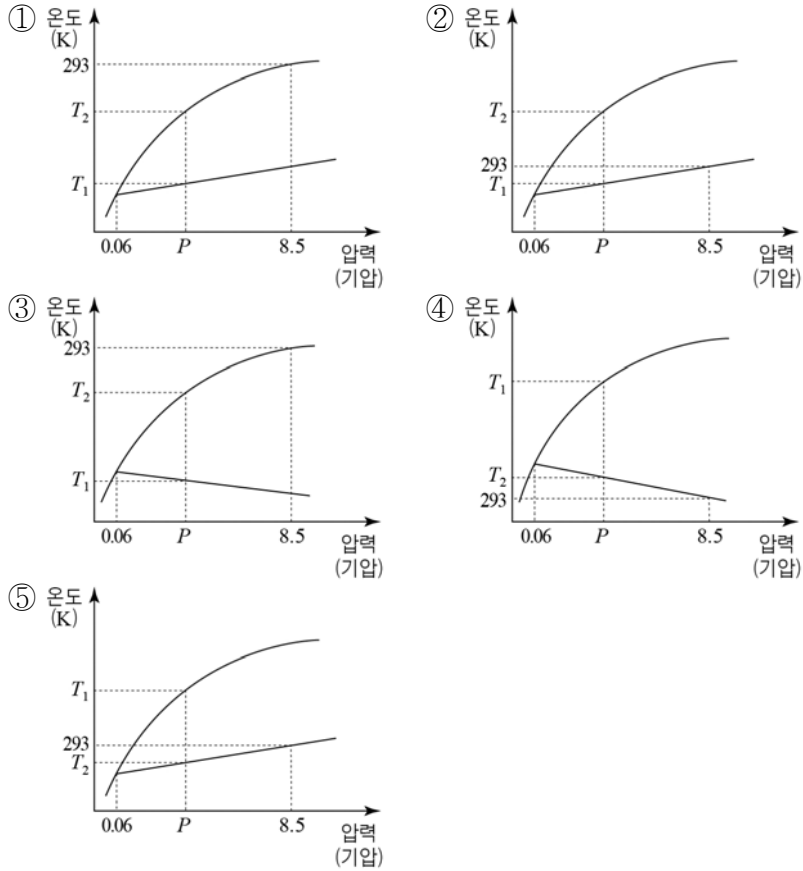 ① 온도
(K)
293
T₂
T₁
0.06 P 8.5 압력
(기압)
② 온도
(K)
T₂
293
T₁
0.06 P 8.5 압력
(기압)
③ 온도
(K)
293
T₂
T₁
0.06 P 8.5 압력
(기압)
④ 온도
(K)
T₁
T₂
293
0.06 P 8.5 압력
(기압)
⑤ 온도
(K)
T₁
293
T₂
0.06 P 8.5 압력
(기압)